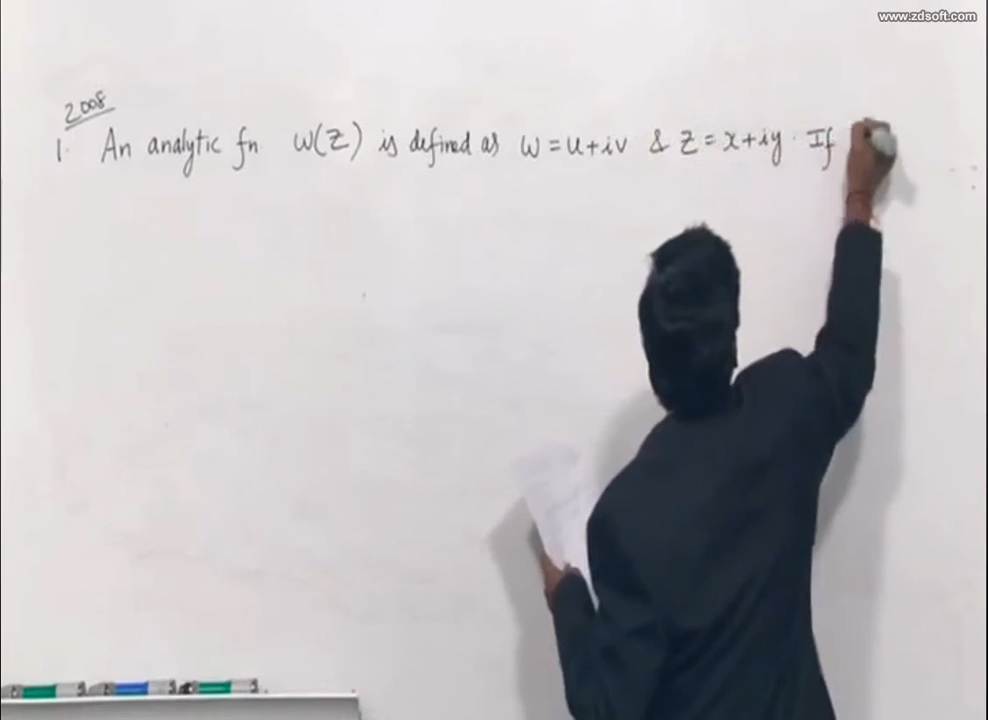 www.zdsoft.com
2008
1. An analytic fn w(z) is defined as w = u + iv & z = x + iy. If